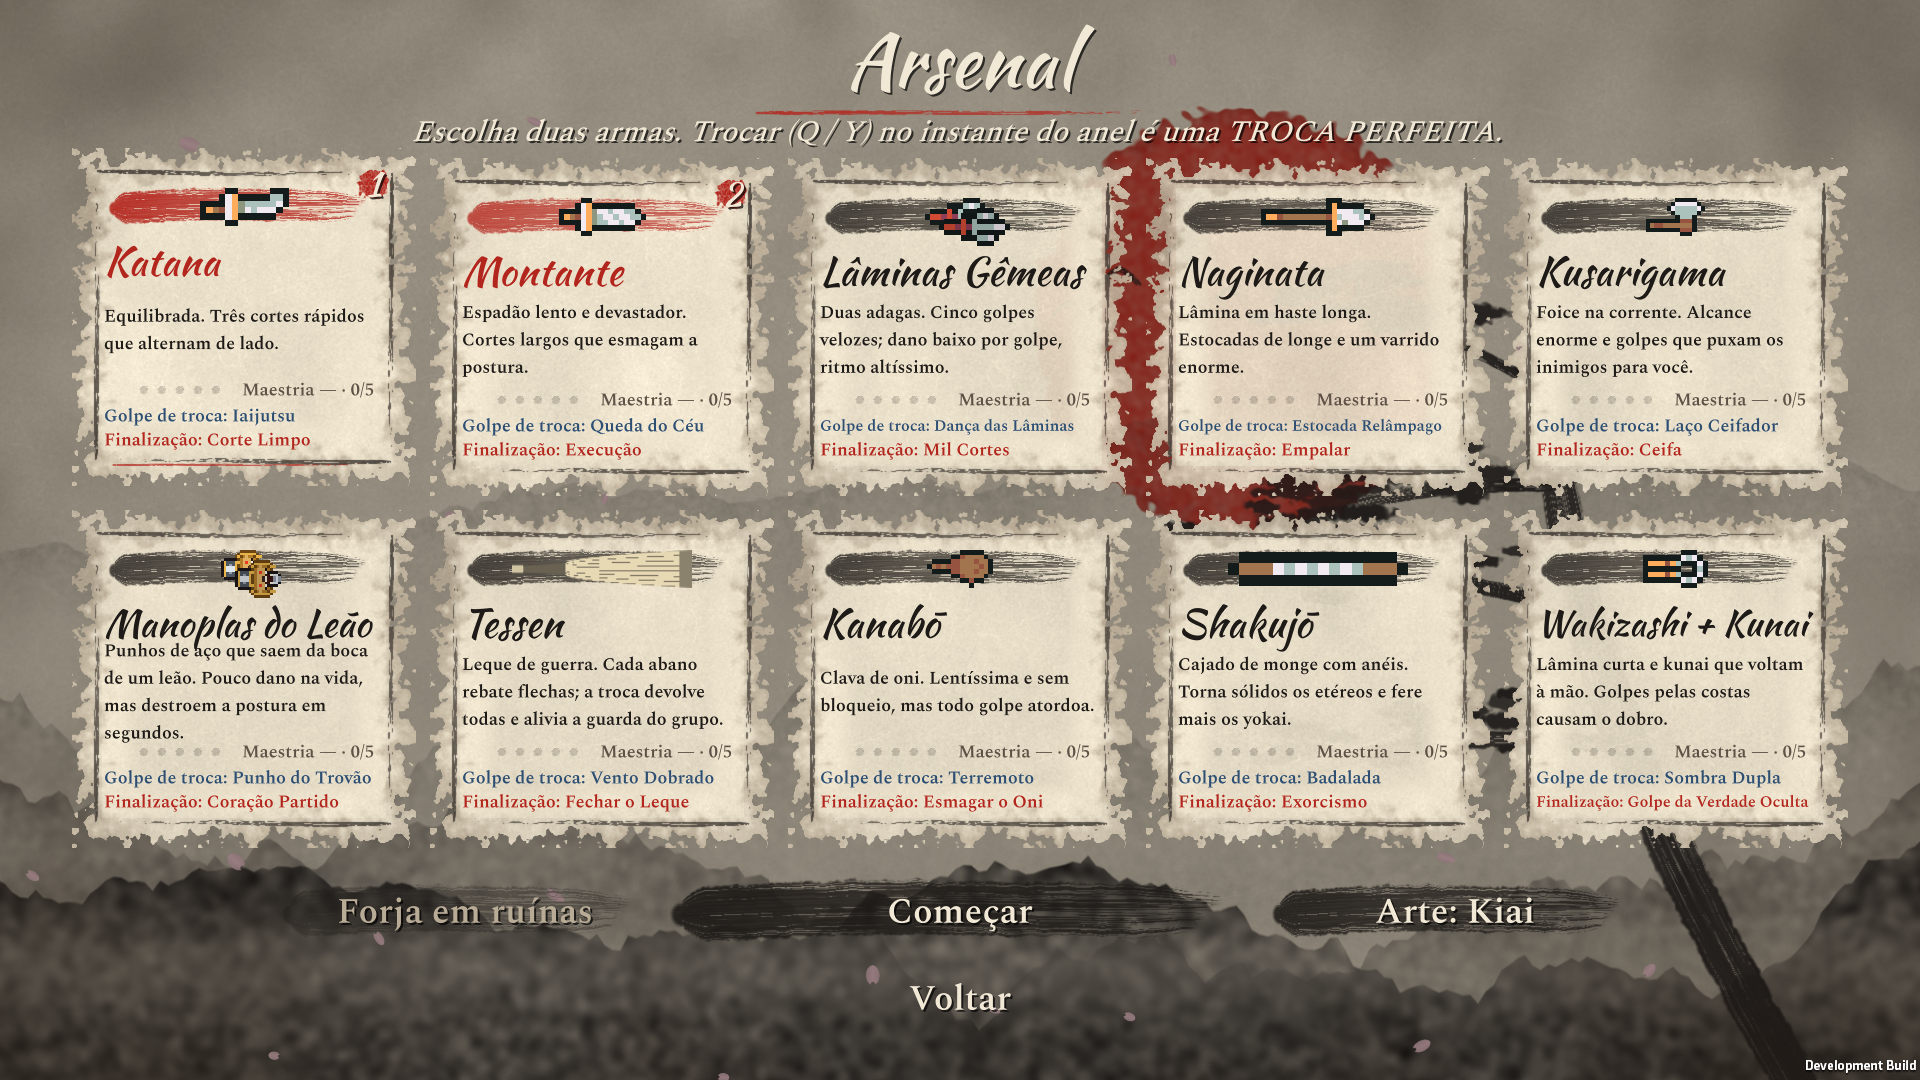 Arsenal
Escolha duas armas. Trocar (Q / Y) no instante do anel é uma TROCA PERFEITA.
1
Katana
Equilibrada. Três cortes rápidos
que alternam de lado.
Maestria — · 0/5
Golpe de troca: Iaijutsu
Finalização: Corte Limpo
2
Montante
Espadão lento e devastador.
Cortes largos que esmagam a
postura.
Maestria — · 0/5
Golpe de troca: Queda do Céu
Finalização: Execução
Lâminas Gêmeas
Duas adagas. Cinco golpes
velozes; dano baixo por golpe,
ritmo altíssimo.
Maestria — · 0/5
Golpe de troca: Dança das Lâminas
Finalização: Mil Cortes
Naginata
Lâmina em haste longa.
Estocadas de longe e um varrido
enorme.
Maestria — · 0/5
Golpe de troca: Estocada Relâmpago
Finalização: Empalar
Kusarigama
Foice na corrente. Alcance
enorme e golpes que puxam os
inimigos para você.
Maestria — · 0/5
Golpe de troca: Laço Ceifador
Finalização: Ceifa
Manoplas do Leão
Punhos de aço que saem da boca
de um leão. Pouco dano na vida,
mas destroem a postura em
segundos.
Maestria — · 0/5
Golpe de troca: Punho do Trovão
Finalização: Coração Partido
Tessen
Leque de guerra. Cada abano
rebate flechas; a troca devolve
todas e alivia a guarda do grupo.
Maestria — · 0/5
Golpe de troca: Vento Dobrado
Finalização: Fechar o Leque
Kanabō
Clava de oni. Lentíssima e sem
bloqueio, mas todo golpe atordoa.
Maestria — · 0/5
Golpe de troca: Terremoto
Finalização: Esmagar o Oni
Shakujō
Cajado de monge com anéis.
Torna sólidos os etéreos e fere
mais os yokai.
Maestria — · 0/5
Golpe de troca: Badalada
Finalização: Exorcismo
Wakizashi + Kunai
Lâmina curta e kunai que voltam
à mão. Golpes pelas costas
causam o dobro.
Maestria — · 0/5
Golpe de troca: Sombra Dupla
Finalização: Golpe da Verdade Oculta
Forja em ruínas
Começar
Arte: Kiai
Voltar
Development Build